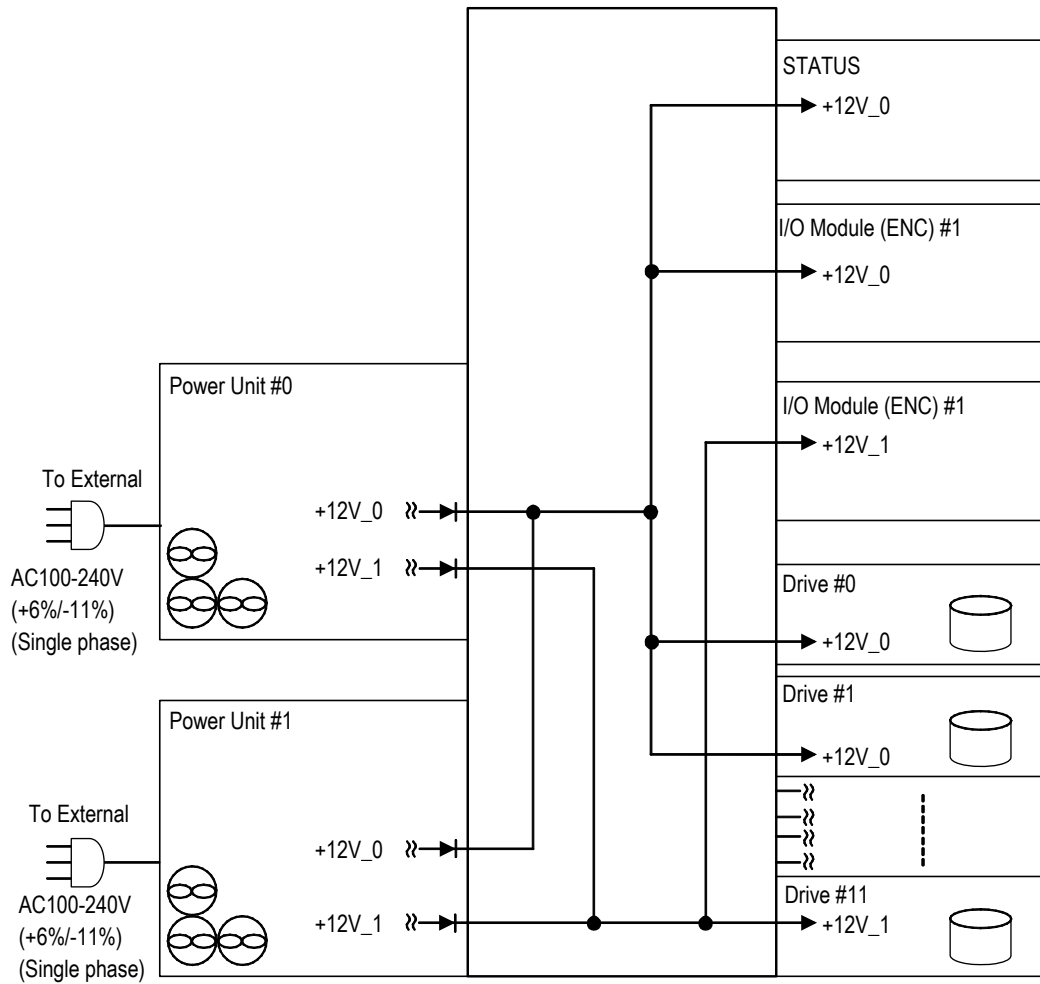 STATUS
+12V_0
I/O Module (ENC) #1
+12V_0
Power Unit #0
I/O Module (ENC) #1
+12V_1
To External
+12V_0
+12V_1
AC100-240V
(+6%/-11%)
(Single phase)
Drive #0
+12V_0
Power Unit #1
Drive #1
+12V_0
To External
+12V_0
AC100-240V
(+6%/-11%)
(Single phase)
+12V_1
Drive #11
+12V_1